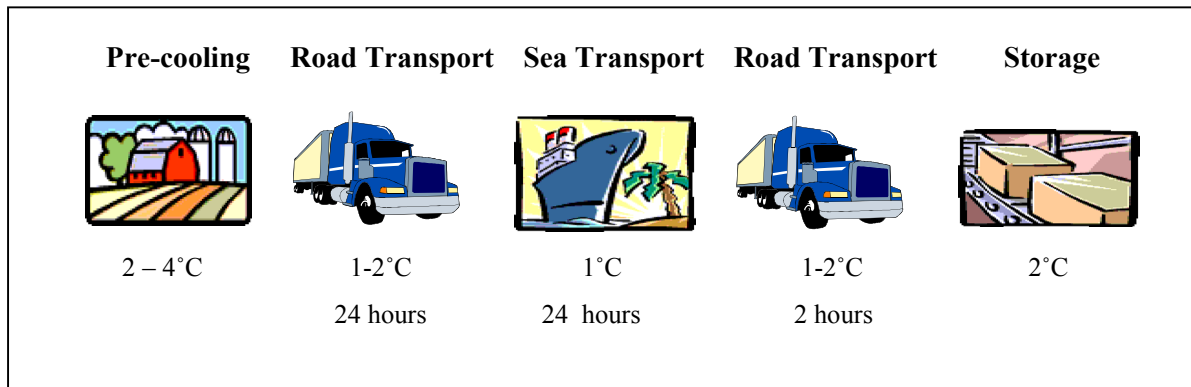 Pre-cooling Road Transport Sea Transport Road Transport Storage
2 – 4˚C 1-2˚C 1˚C 1-2˚C 2˚C
24 hours 24 hours 2 hours